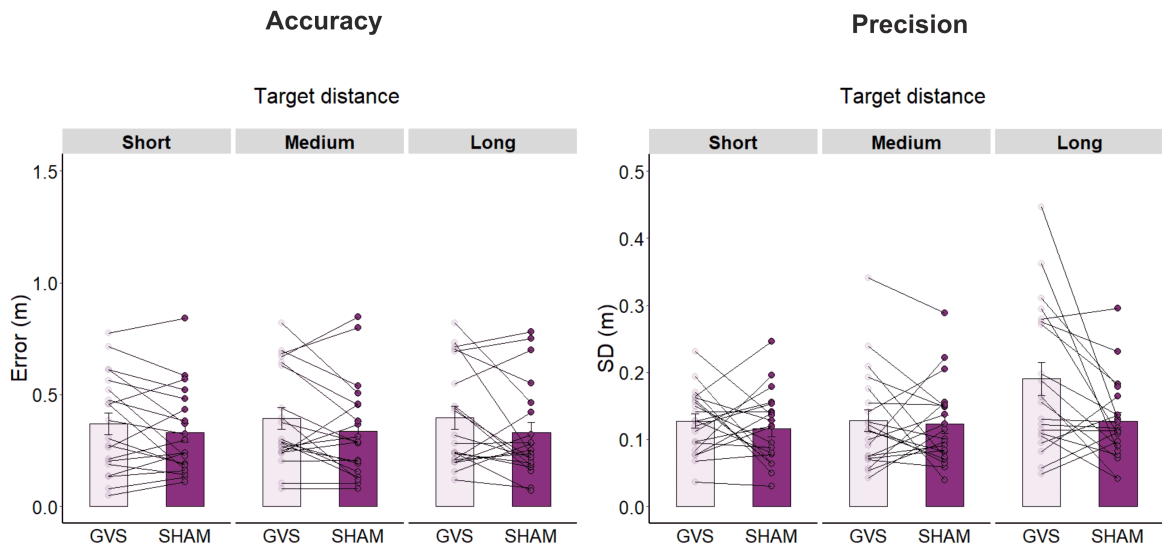 Accuracy
Target distance
Short Medium Long
Error (m)
1.5
1.0
0.5
0.0
GVS SHAM GVS SHAM GVS SHAM
Precision
Target distance
Short Medium Long
SD (m)
0.5
0.4
0.3
0.2
0.1
0.0
GVS SHAM GVS SHAM GVS SHAM